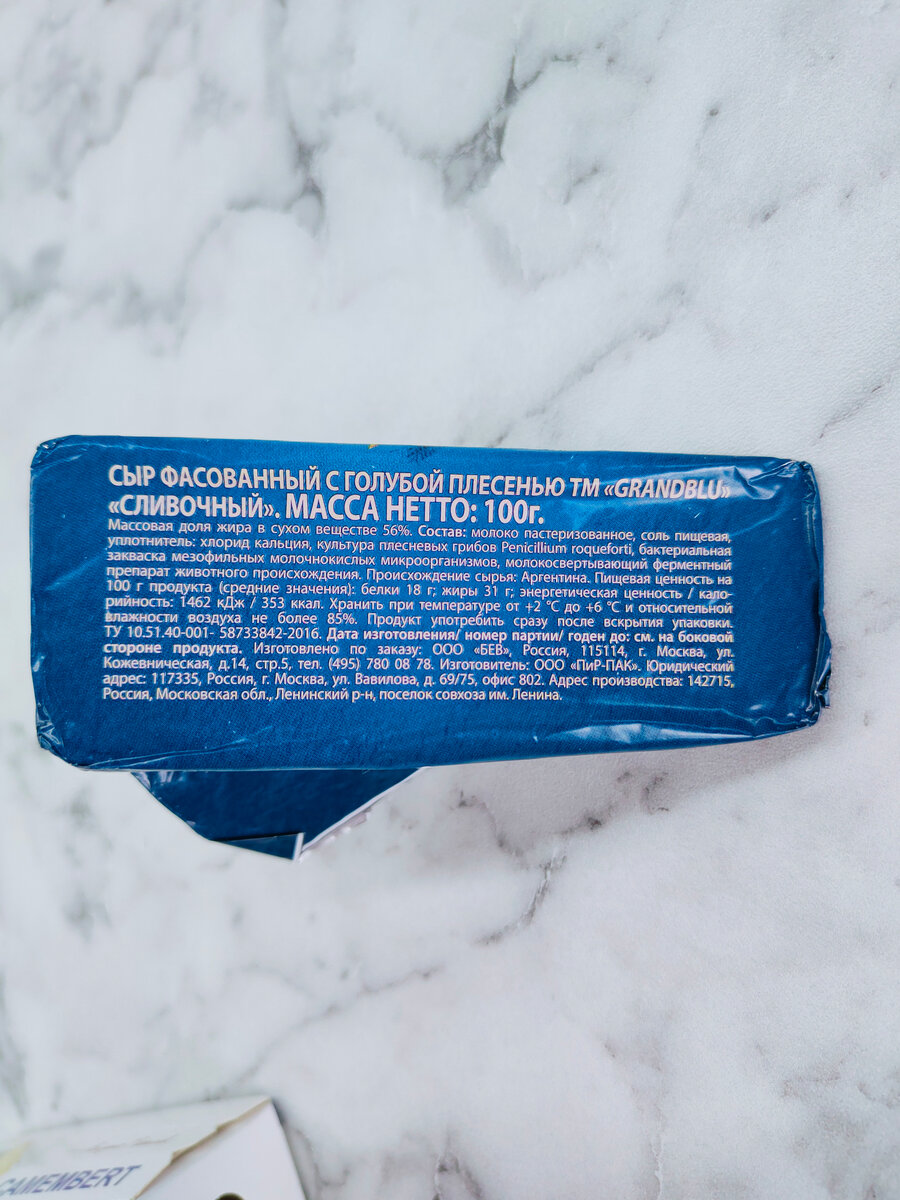 СЫР ФАСОВАННЫЙ С ГОЛУБОЙ ПЛЕСЕНЬЮ ТМ «GRANDBLU»
«СЛИВОЧНЫЙ». МАССА НЕТТО: 100г.
Массовая доля жира в сухом веществе 56%. Состав: молоко пастеризованное, соль пищевая,
уплотнитель: хлорид кальция, культура плесневых грибов Penicillium roqueforti, бактериальная
закваска мезофильных молочнокислых микроорганизмов, молокосвертывающий ферментный
препарат животного происхождения. Происхождение сырья: Аргентина. Пищевая ценность на
100 г продукта (средние значения): белки 18 г; жиры 31 г; энергетическая ценность / кало-
рийность: 1462 кДж / 353 ккал. Хранить при температуре от +2 °С до +6 °С и относительной
влажности воздуха не более 85%. Продукт употребить сразу после вскрытия упаковки.
ТУ 10.51.40-001- 58733842-2016. Дата изготовления/ номер партии/ годен до: см. на боковой
стороне продукта. Изготовлено по заказу: ООО «БЕВ», Россия, 115114, г. Москва, ул.
Кожевническая, д.14, стр.5, тел. (495) 780 08 78. Изготовитель: ООО «ПиР-ПАК». Юридический
адрес: 117335, Россия, г. Москва, ул. Вавилова, д. 69/75, офис 802. Адрес производства: 142715,
Россия, Московская обл., Ленинский р-н, поселок совхоза им. Ленина.
CAMEMBERT